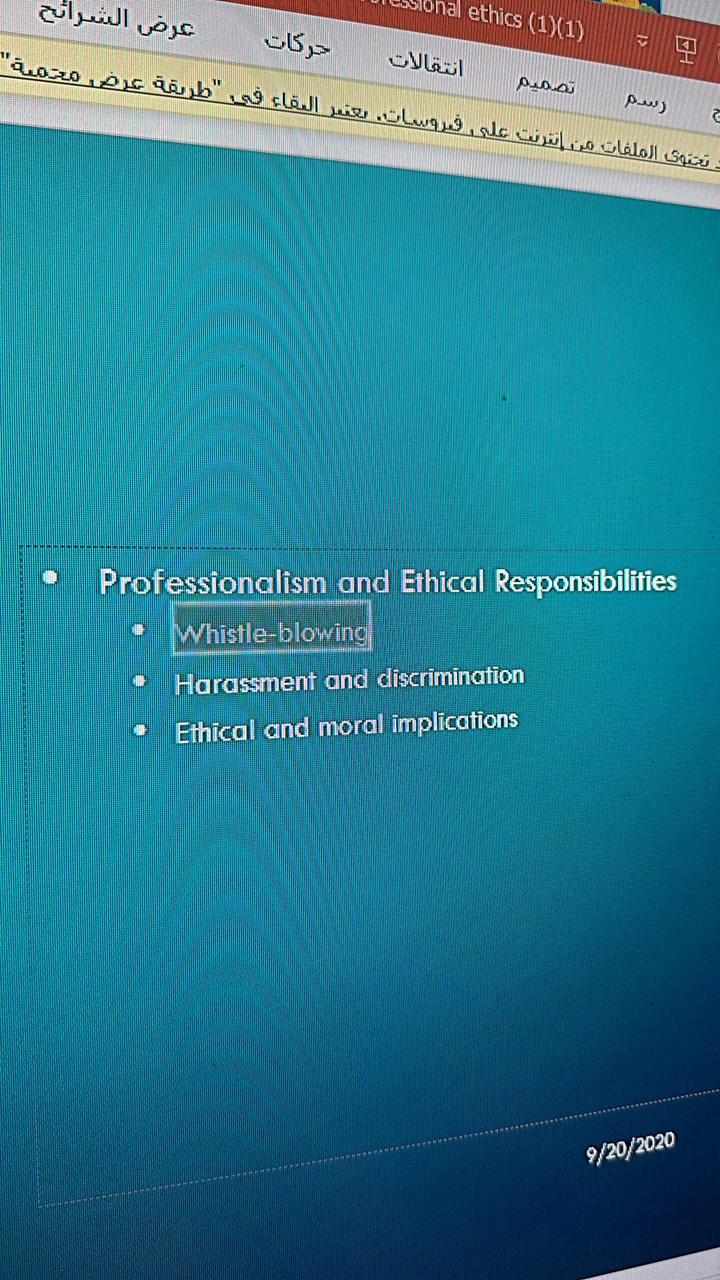 ethics (1)(1)
عرض الشرائح حركات انتقالات تصميم رسم
تحتوي الملفات من إنترنت على فيروسات. يعتبر البقاء في "طريقة عرض محمية"
Professionalism and Ethical Responsibilities
Whistle-blowing
Harassment and discrimination
Ethical and moral implications
9/20/2020